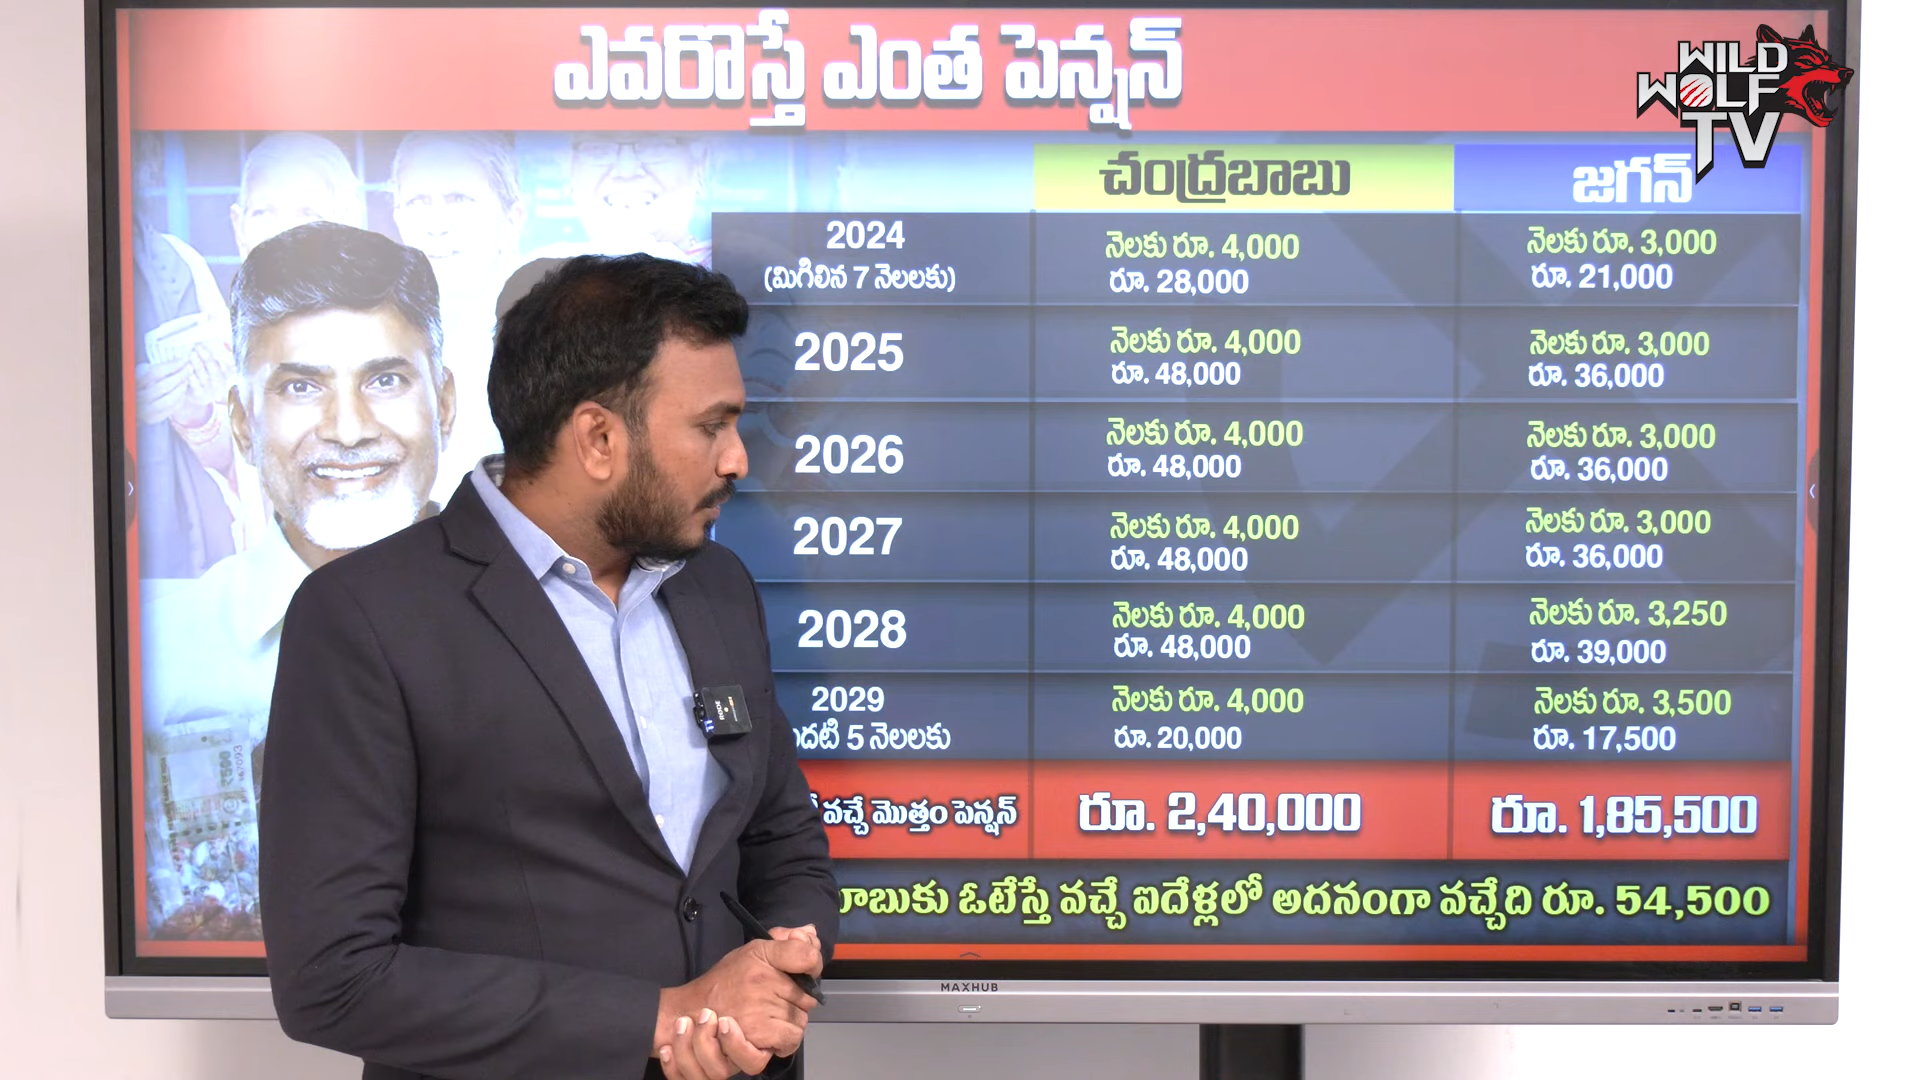 ఎవరొస్తే ఎంత పెన్షన్
WILD
WOLF
TV
చంద్రబాబు
జగన్
2024
(మిగిలిన 7 నెలలకు)
నెలకు రూ. 4,000
రూ. 28,000
నెలకు రూ. 3,000
రూ. 21,000
2025
నెలకు రూ. 4,000
రూ. 48,000
నెలకు రూ. 3,000
రూ. 36,000
2026
నెలకు రూ. 4,000
రూ. 48,000
నెలకు రూ. 3,000
రూ. 36,000
2027
నెలకు రూ. 4,000
రూ. 48,000
నెలకు రూ. 3,000
రూ. 36,000
2028
నెలకు రూ. 4,000
రూ. 48,000
నెలకు రూ. 3,250
రూ. 39,000
2029
5 నెలలకు
నెలకు రూ. 4,000
రూ. 20,000
నెలకు రూ. 3,500
రూ. 17,500
వచ్చే మొత్తం పెన్షన్
రూ. 2,40,000
రూ. 1,85,500
ఓటేస్తే వచ్చే ఐదేళ్లలో అదనంగా వచ్చేది రూ. 54,500
MAXHUB